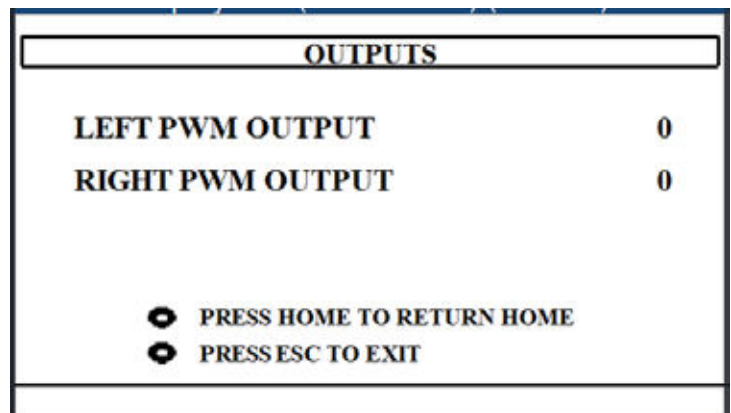 OUTPUTS
LEFT PWM OUTPUT 0
RIGHT PWM OUTPUT 0
PRESS HOME TO RETURN HOME
PRESS ESC TO EXIT